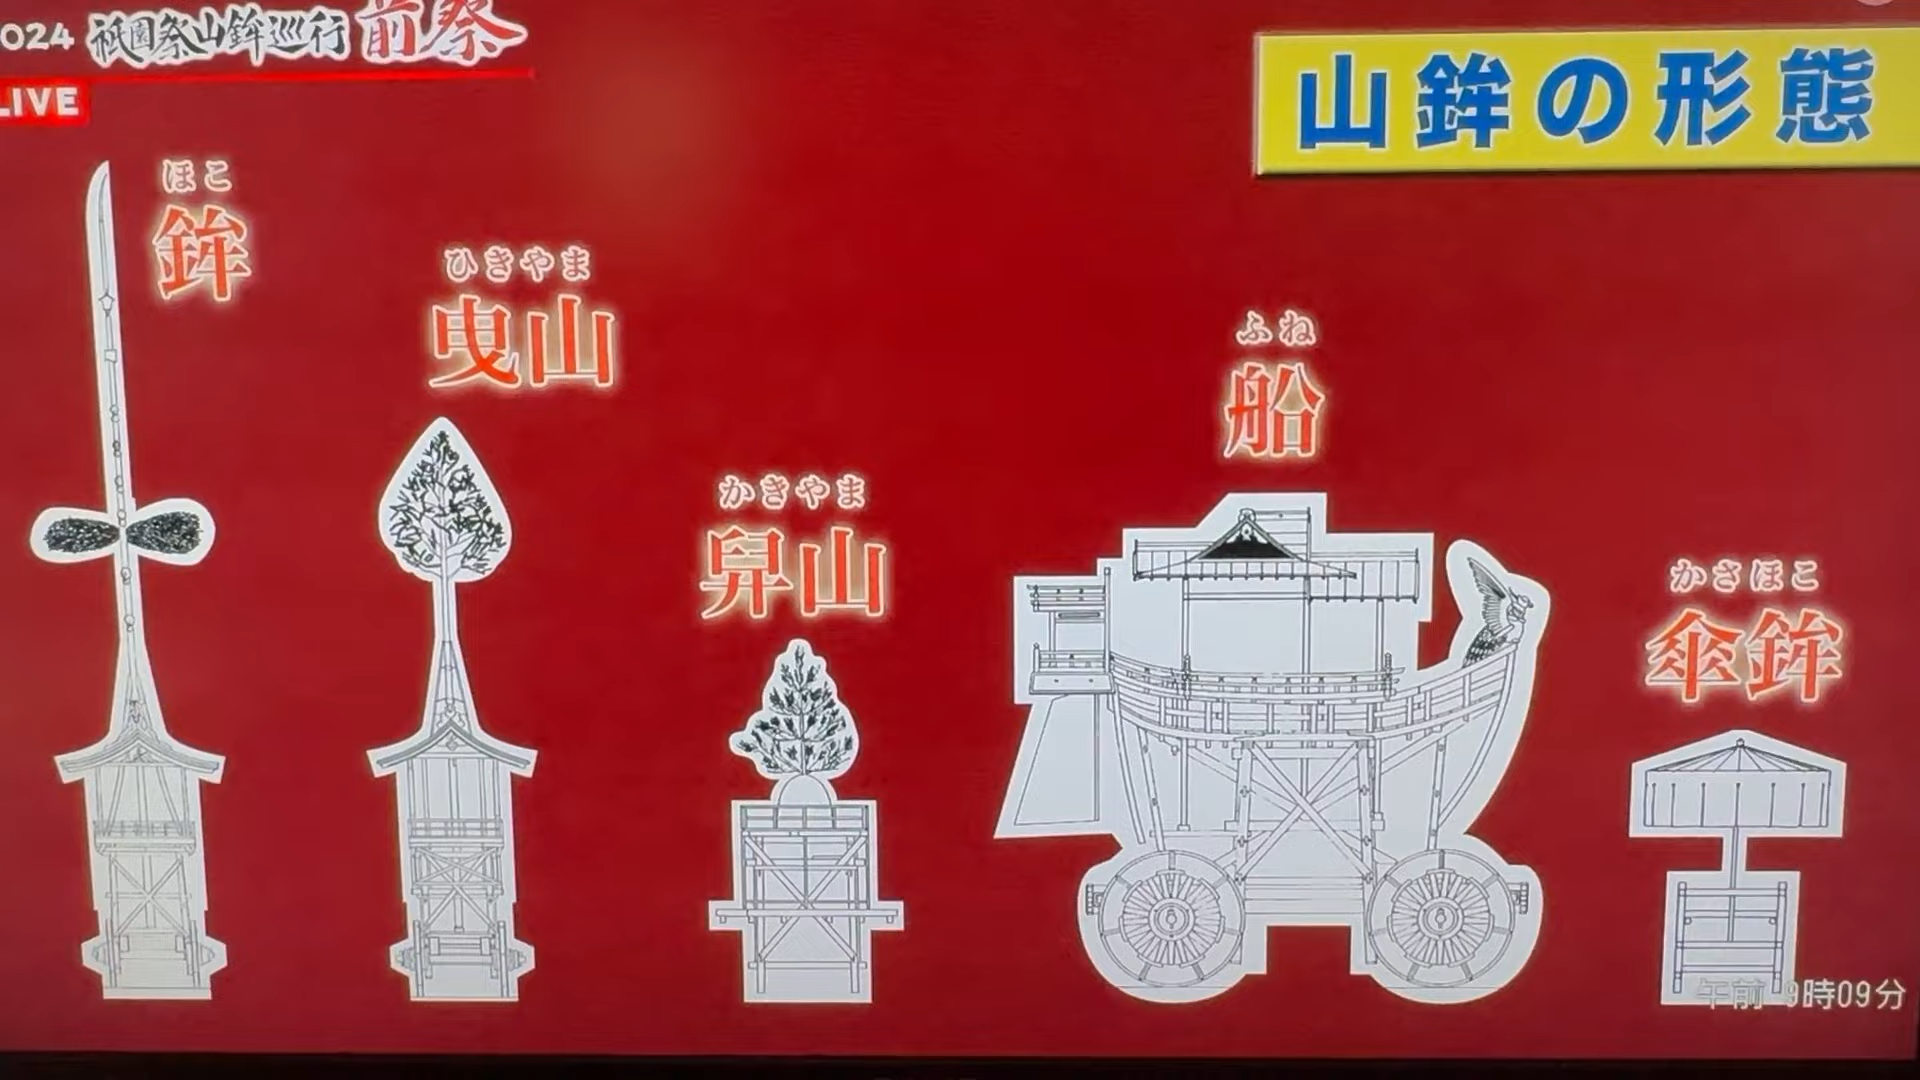 024 祇園祭山鉾巡行 前祭
LIVE
山鉾の形態
ほこ
鉾
ひきやま
曳山
かきやま
舁山
ふね
船
かさほこ
傘鉾
午前 9時09分